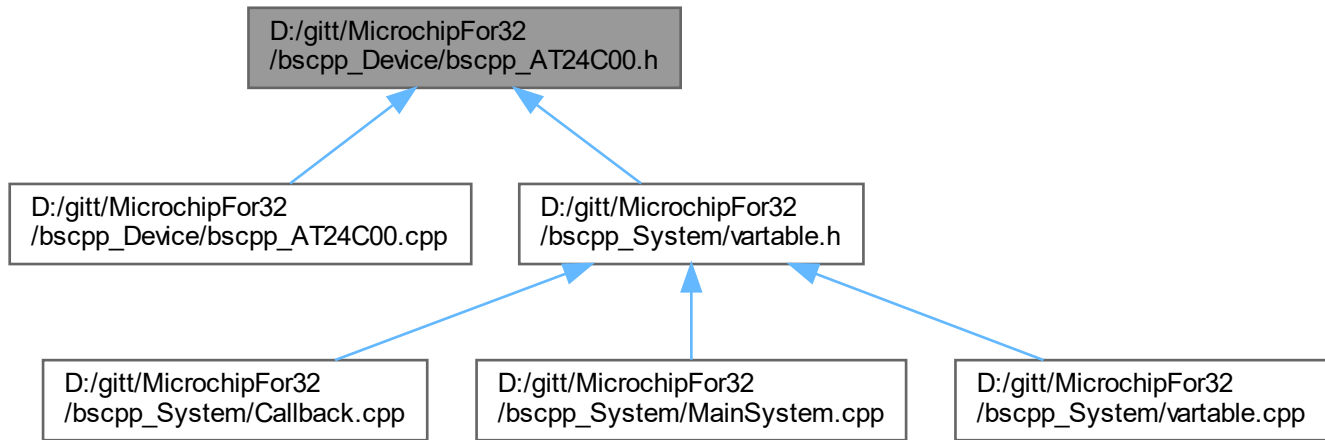 D:/gitt/MicrochipFor32
/bscpp_Device/bscpp_AT24C00.h
D:/gitt/MicrochipFor32
/bscpp_Device/bscpp_AT24C00.cpp
D:/gitt/MicrochipFor32
/bscpp_System/vartable.h
D:/gitt/MicrochipFor32
/bscpp_System/Callback.cpp
D:/gitt/MicrochipFor32
/bscpp_System/MainSystem.cpp
D:/gitt/MicrochipFor32
/bscpp_System/vartable.cpp